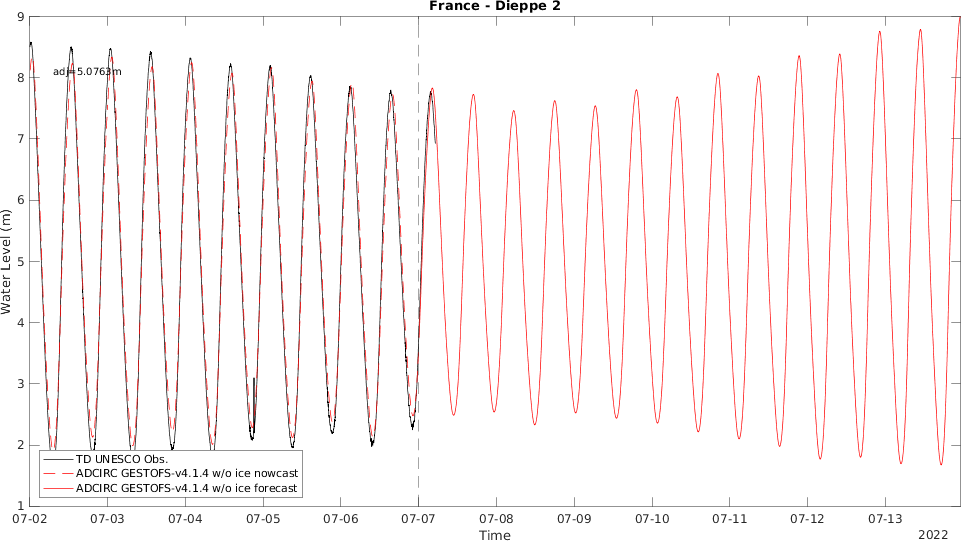 France - Dieppe 2
adj=5.0763m
Water Level (m)
9
8
7
6
5
4
3
2
1
TD UNESCO Obs.
ADCIRC GESTOFS-v4.1.4 w/o ice nowcast
ADCIRC GESTOFS-v4.1.4 w/o ice forecast
07-02 07-03 07-04 07-05 07-06 07-07 07-08 07-09 07-10 07-11 07-12 07-13
Time
2022